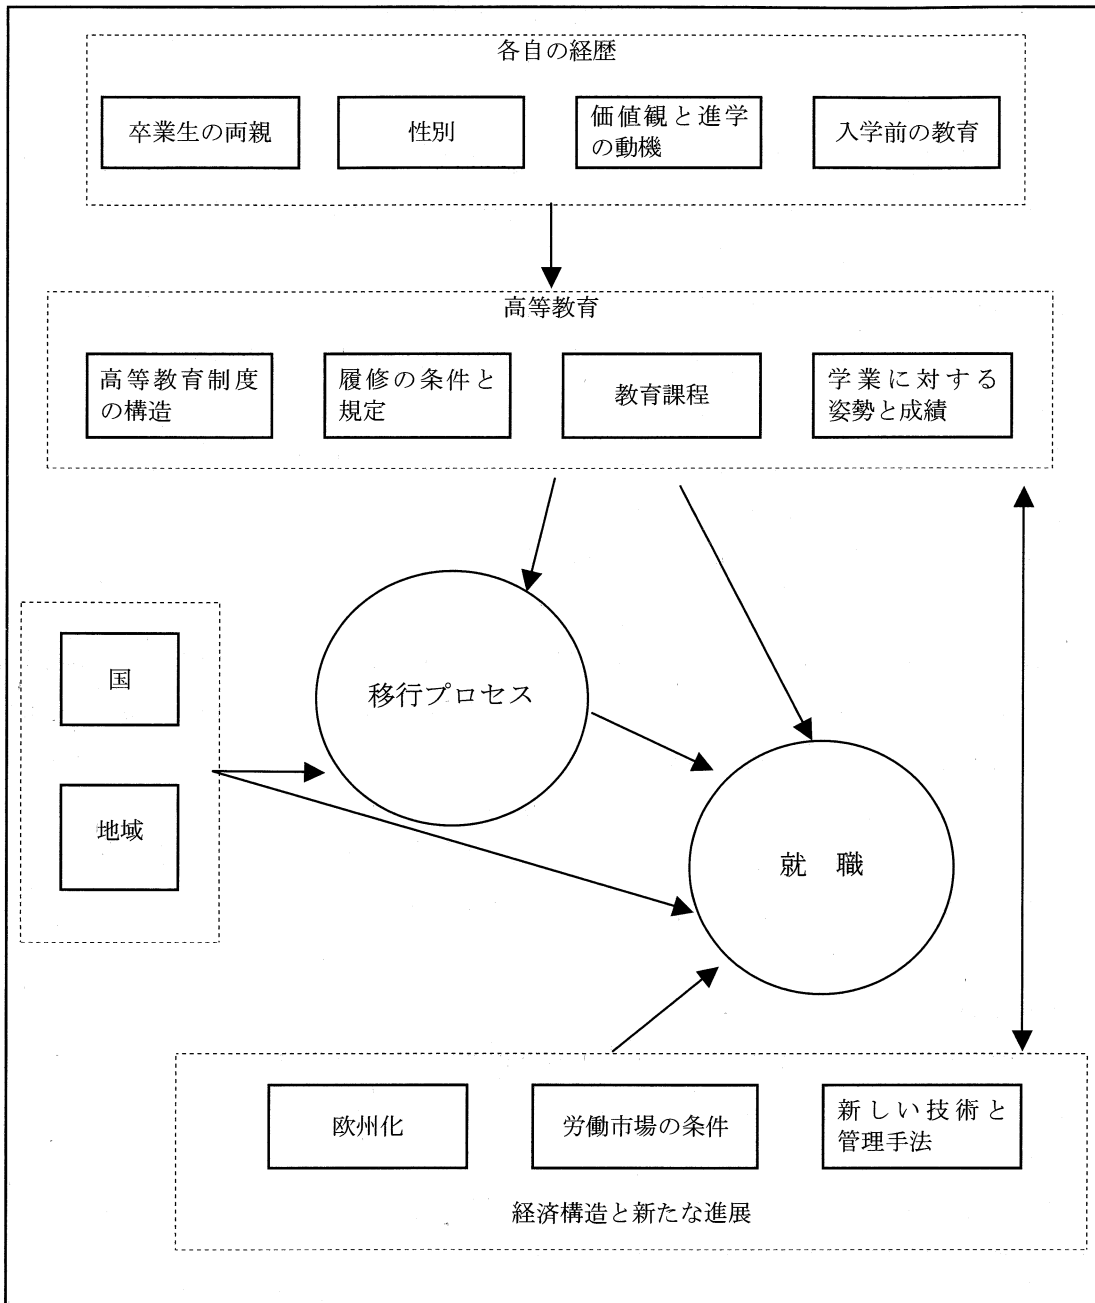 各自の経歴
卒業生の両親
性別
価値観と進学
の動機
入学前の教育
高等教育
高等教育制度
の構造
履修の条件と
規定
教育課程
学業に対する
姿勢と成績
国
地域
移行プロセス
就　職
欧州化
労働市場の条件
新しい技術と
管理手法
経済構造と新たな進展